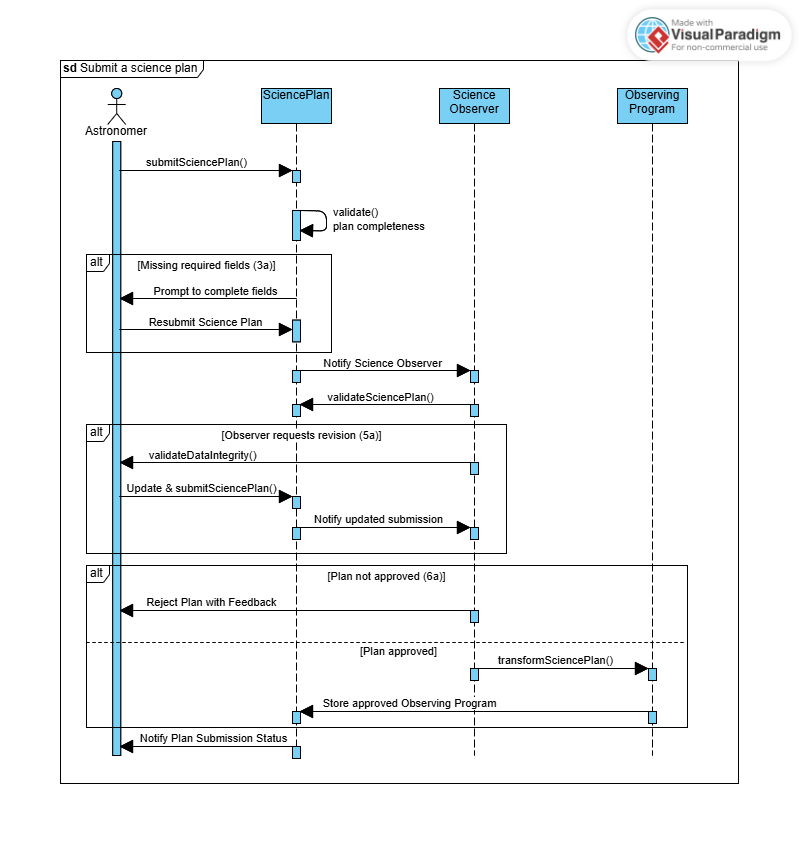 Made with
VisualParadigm
For non-commercial use
sd Submit a science plan
Astronomer
SciencePlan
Science
Observer
Observing
Program
submitSciencePlan()
validate()
plan completeness
alt
[Missing required fields (3a)]
Prompt to complete fields
Resubmit Science Plan
Notify Science Observer
validateSciencePlan()
alt
[Observer requests revision (5a)]
validateDataIntegrity()
Update & submitSciencePlan()
Notify updated submission
alt
[Plan not approved (6a)]
Reject Plan with Feedback
[Plan approved]
transformSciencePlan()
Store approved Observing Program
Notify Plan Submission Status